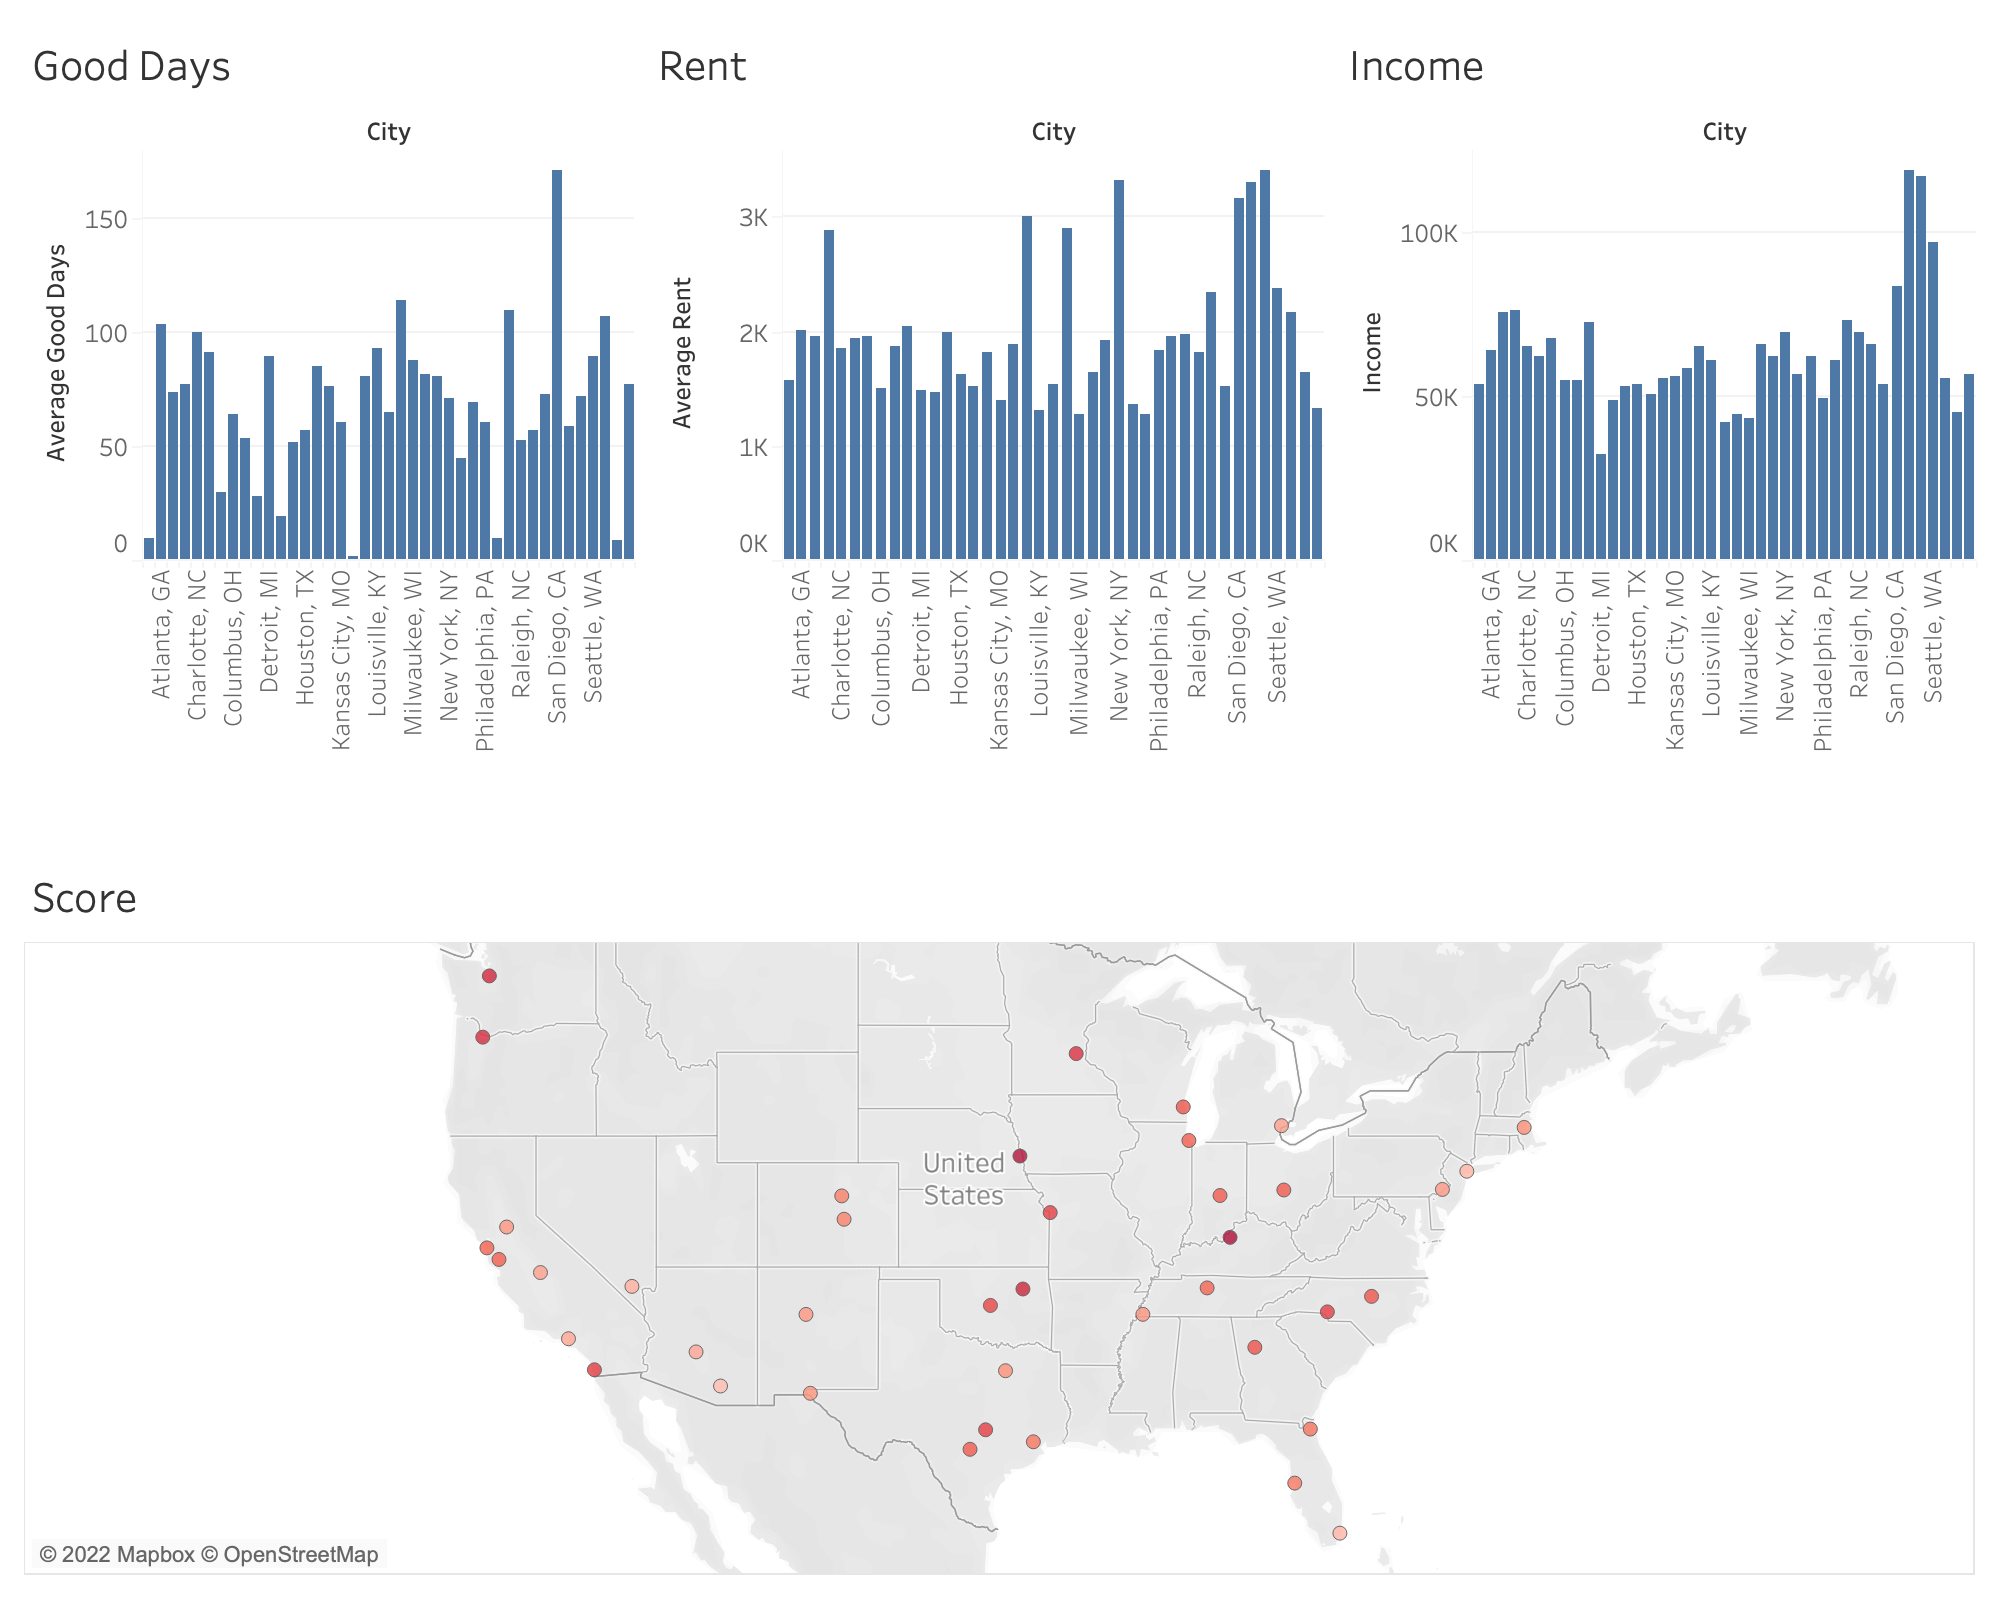 Good Days
Rent
Income
City
City
City
Average Good Days
150
100
50
0
Atlanta, GA
Charlotte, NC
Columbus, OH
Detroit, MI
Houston, TX
Kansas City, MO
Louisville, KY
Milwaukee, WI
New York, NY
Philadelphia, PA
Raleigh, NC
San Diego, CA
Seattle, WA
Average Rent
3K
2K
1K
0K
Atlanta, GA
Charlotte, NC
Columbus, OH
Detroit, MI
Houston, TX
Kansas City, MO
Louisville, KY
Milwaukee, WI
New York, NY
Philadelphia, PA
Raleigh, NC
San Diego, CA
Seattle, WA
Income
100K
50K
0K
Atlanta, GA
Charlotte, NC
Columbus, OH
Detroit, MI
Houston, TX
Kansas City, MO
Louisville, KY
Milwaukee, WI
New York, NY
Philadelphia, PA
Raleigh, NC
San Diego, CA
Seattle, WA
Score
United
States
© 2022 Mapbox © OpenStreetMap